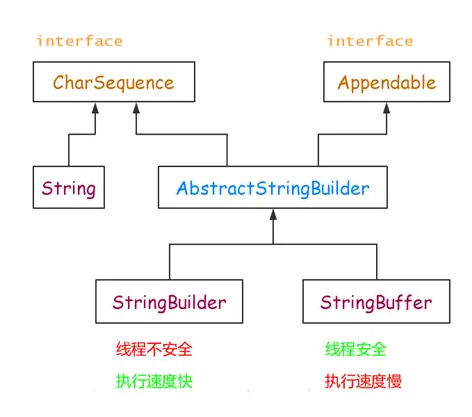 interface
interface
CharSequence
Appendable
String
AbstractStringBuilder
StringBuilder
StringBuffer
线程不安全
线程安全
执行速度快
执行速度慢